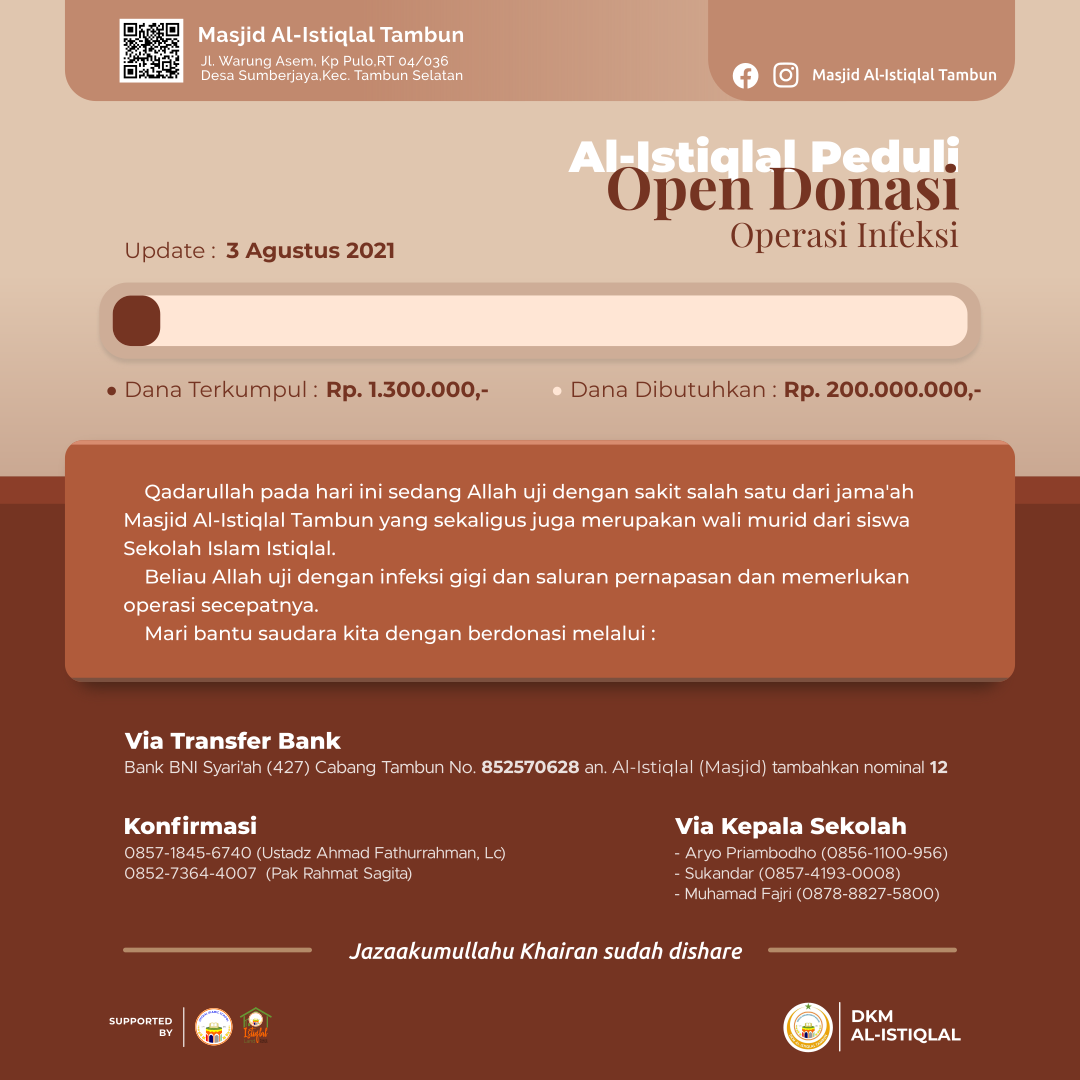 Masjid Al-Istiqlal Tambun
Jl. Warung Asem, Kp Pulo,RT 04/036
Desa Sumberjaya,Kec. Tambun Selatan
Masjid Al-Istiqlal Tambun
Al-Istiqlal Peduli
Open Donasi
Operasi Infeksi
Update : 3 Agustus 2021
Dana Terkumpul : Rp. 1.300.000,-
Dana Dibutuhkan : Rp. 200.000.000,-
Qadarullah pada hari ini sedang Allah uji dengan sakit salah satu dari jama'ah
Masjid Al-Istiqlal Tambun yang sekaligus juga merupakan wali murid dari siswa
Sekolah Islam Istiqlal.
Beliau Allah uji dengan infeksi gigi dan saluran pernapasan dan memerlukan
operasi secepatnya.
Mari bantu saudara kita dengan berdonasi melalui :
Via Transfer Bank
Bank BNI Syari'ah (427) Cabang Tambun No. 852570628 an. Al-Istiqlal (Masjid) tambahkan nominal 12
Konfirmasi
0857-1845-6740 (Ustadz Ahmad Fathurrahman, Lc)
0852-7364-4007 (Pak Rahmat Sagita)
Via Kepala Sekolah
- Aryo Priambodho (0856-1100-956)
- Sukandar (0857-4193-0008)
- Muhamad Fajri (0878-8827-5800)
Jazaakumullahu Khairan sudah dishare
SUPPORTED
BY
Istiqlal
DKM
AL-ISTIQLAL